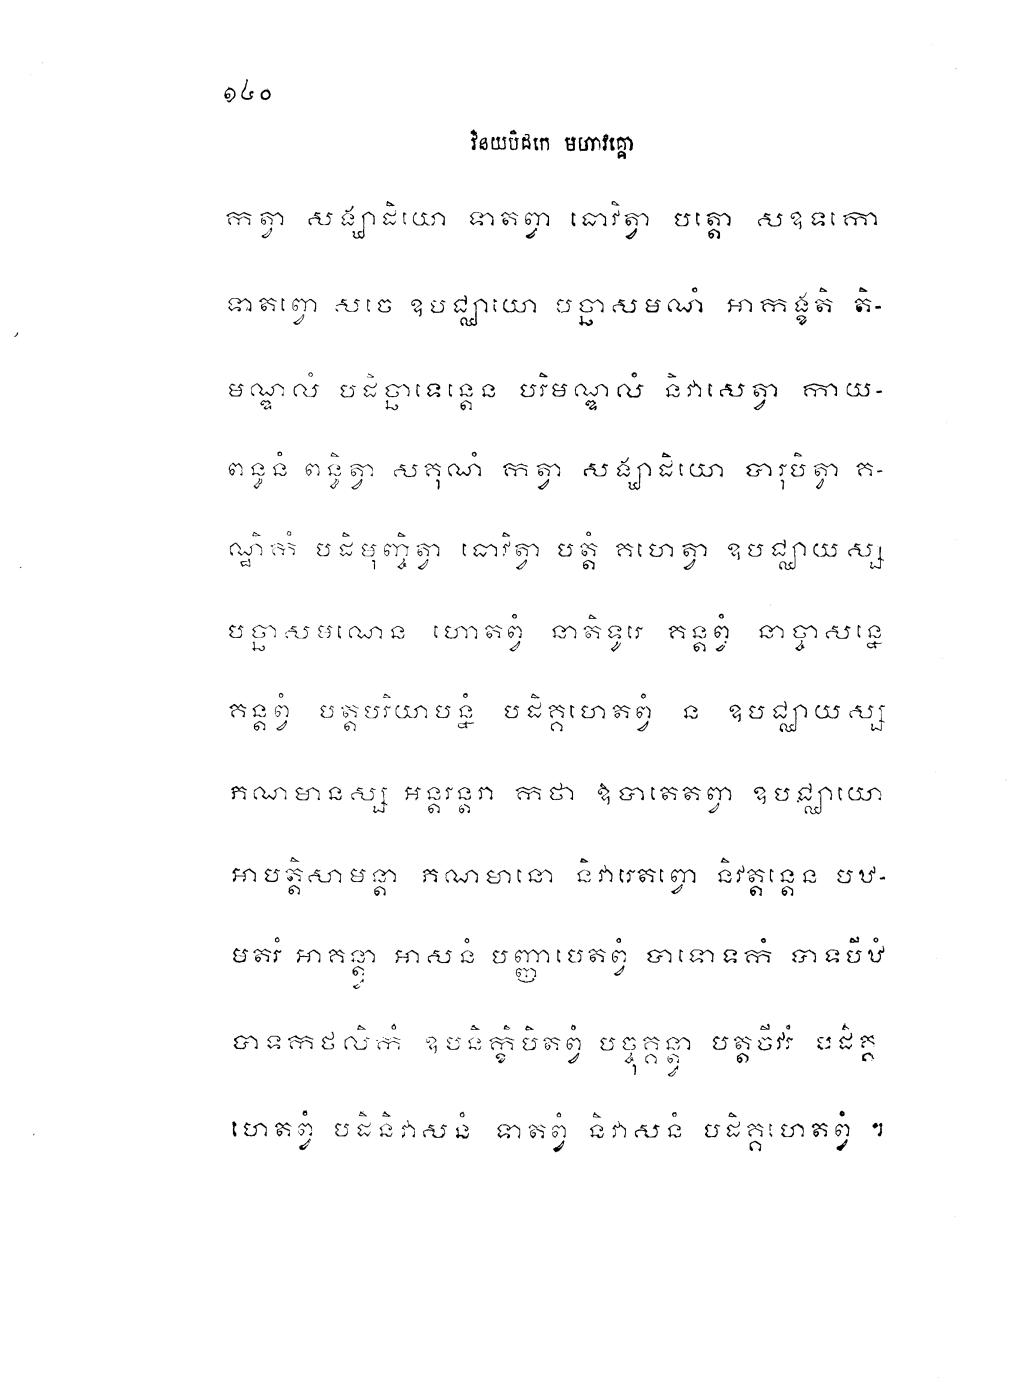 ១៤០
វិនយបិដកេ មហាវគ្គោ
កត្វា សង្ឃាដិយោ ទាតព្វា ធោវិត្វា បត្តោ សឧទកោ
ទាតព្វោ សចេ ឧបជ្ឈាយោ បច្ឆាសមណំ អាកង្ខតិ តិ-
មណ្ឌលំ បដិច្ឆាទេន្តេន បរិមណ្ឌលំ និវាសេត្វា កាយ-
ពន្ធនំ ពន្ធិត្វា សគុណំ កត្វា សង្ឃាដិយោ បារុបិត្វា គ-
ណ្ឋិកំ បដិមុញ្ចិត្វា ធោវិត្វា បត្តំ គហេត្វា ឧបជ្ឈាយស្ស
បច្ឆាសមណេន ហោតព្វំ នាតិទូរេ គន្តព្វំ នាច្ចាសន្នេ
គន្តព្វំ បត្តបរិយាបន្នំ បដិគ្គហេតព្វំ ន ឧបជ្ឈាយស្ស
ភណមានស្ស អន្តរន្តរា កថា ឱបាតេតព្វា ឧបជ្ឈាយោ
អាបត្តិសាមន្តា ភណមានោ និវារេតព្វោ និវត្តន្តេន បឋ-
មតរំ អាគន្ត្វា អាសនំ បញ្ញាបេតព្វំ បាទោទកំ បាទបីឋំ
បាទកថលិកំ ឧបនិក្ខិបិតព្វំ បច្ចុគ្គន្ត្វា បត្តចីវរំ បដិគ្គ
ហេតព្វំ បដិនិវាសនំ ទាតព្វំ និវាសនំ បដិគ្គហេតព្វំ ។